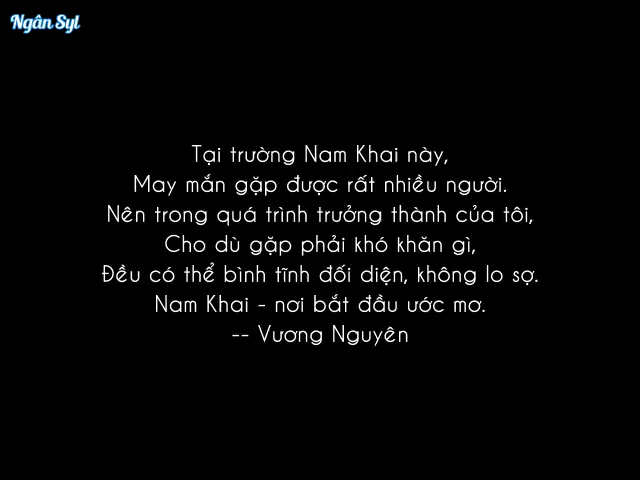 Ngân Syl
Tại trường Nam Khai này,
May mắn gặp được rất nhiều người.
Nên trong quá trình trưởng thành của tôi,
Cho dù gặp phải khó khăn gì,
Đều có thể bình tĩnh đối diện, không lo sợ.
Nam Khai - nơi bắt đầu ước mơ.
-- Vương Nguyên